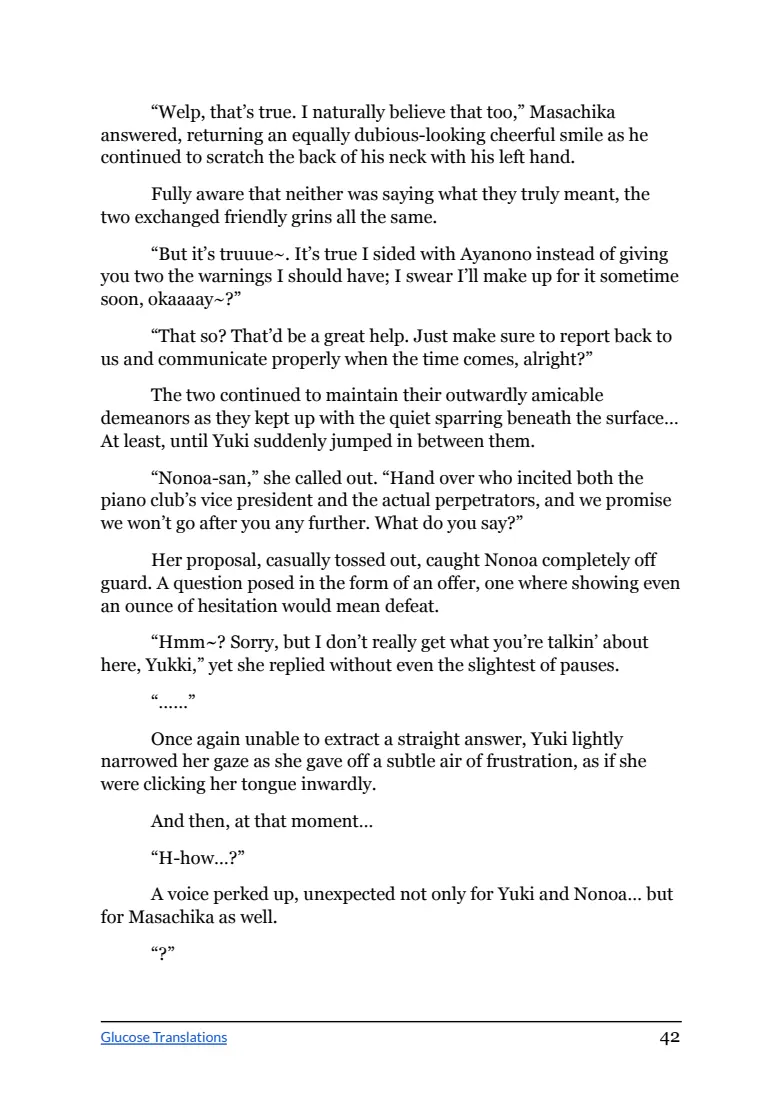 “Welp, that’s true. I naturally believe that too,” Masachika
answered, returning an equally dubious-looking cheerful smile as he
continued to scratch the back of his neck with his left hand.
Fully aware that neither was saying what they truly meant, the
two exchanged friendly grins all the same.
“But it’s truuue~. It’s true I sided with Ayanono instead of giving
you two the warnings I should have; I swear I’ll make up for it sometime
soon, okaaaay~?”
“That so? That’d be a great help. Just make sure to report back to
us and communicate properly when the time comes, alright?”
The two continued to maintain their outwardly amicable
demeanors as they kept up with the quiet sparring beneath the surface…
At least, until Yuki suddenly jumped in between them.
“Nonoa-san,” she called out. “Hand over who incited both the
piano club’s vice president and the actual perpetrators, and we promise
we won’t go after you any further. What do you say?”
Her proposal, casually tossed out, caught Nonoa completely off
guard. A question posed in the form of an offer, one where showing even
an ounce of hesitation would mean defeat.
“Hmm~? Sorry, but I don’t really get what you’re talkin’ about
here, Yukki,” yet she replied without even the slightest of pauses.
“……”
Once again unable to extract a straight answer, Yuki lightly
narrowed her gaze as she gave off a subtle air of frustration, as if she
were clicking her tongue inwardly.
And then, at that moment…
“H-how…?”
A voice perked up, unexpected not only for Yuki and Nonoa… but
for Masachika as well.
“?”
Glucose Translations 42